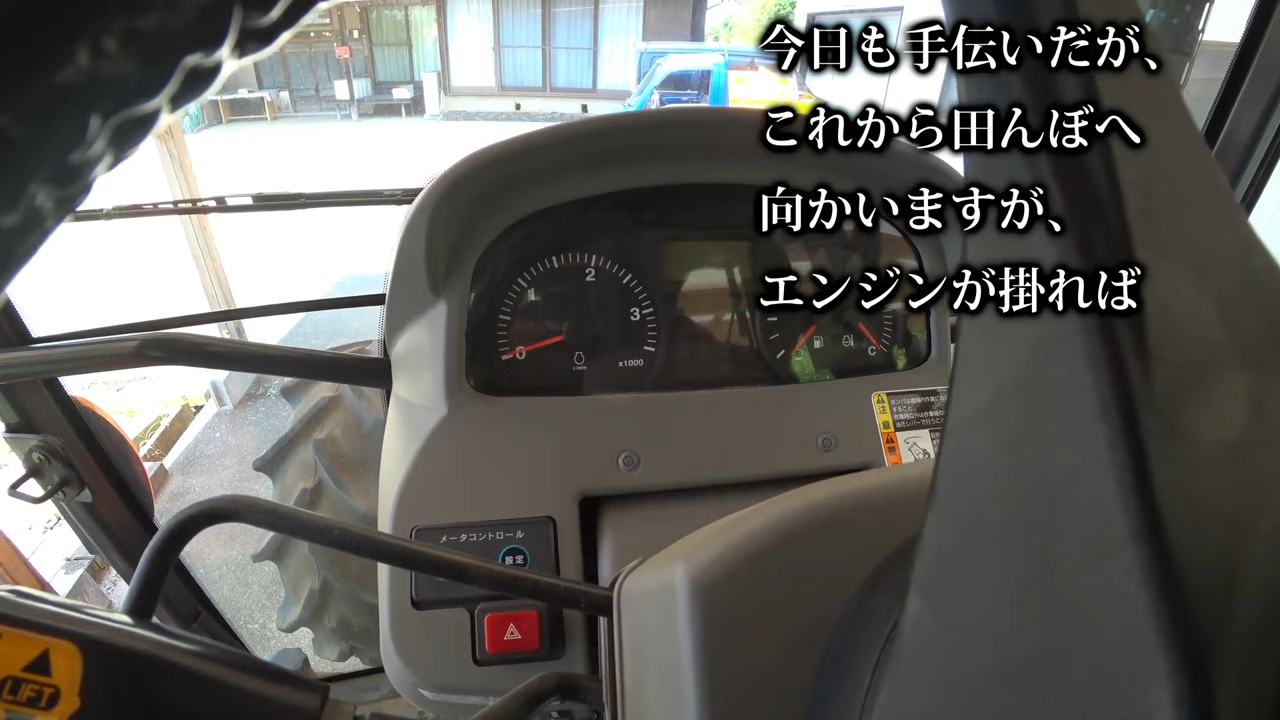 今日も手伝いだが、
これから田んぼへ
向かいますが、
エンジンが掛れば
2
3
0
r/min
x1000
C
注意
メータコントロール
設定
LIFT